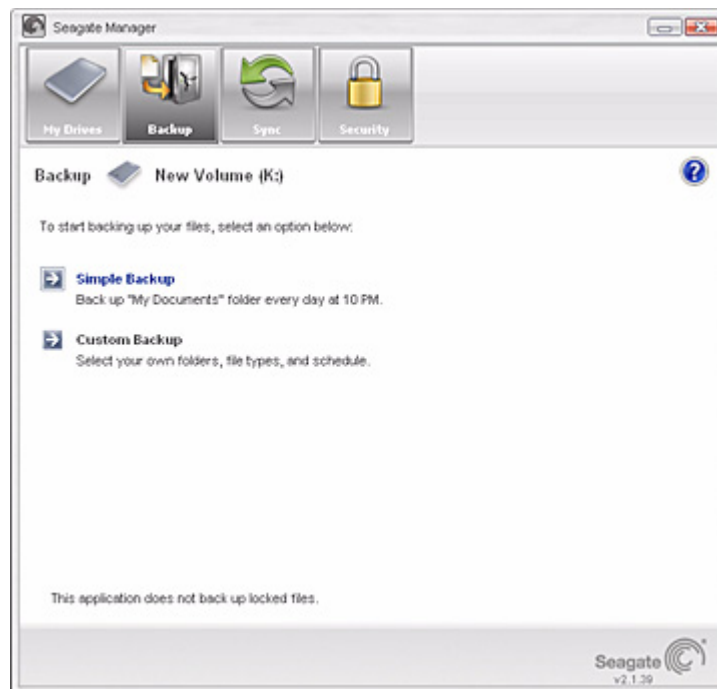 Seagate Manager
My Drives Backup Sync Security
Backup New Volume (K:)
To start backing up your files, select an option below:
Simple Backup
Back up "My Documents" folder every day at 10 PM.
Custom Backup
Select your own folders, file types, and schedule.
This application does not back up locked files.
Seagate
v2.1.39